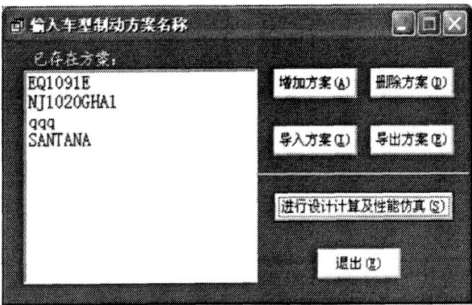 输入车型制动方案名称
已存在方案：
EQ1091E
NJ1020GHA1
qqq
SANTANA
增加方案(A) 删除方案(D)
导入方案(I) 导出方案(E)
进行设计计算及性能仿真(S)
退出(E)